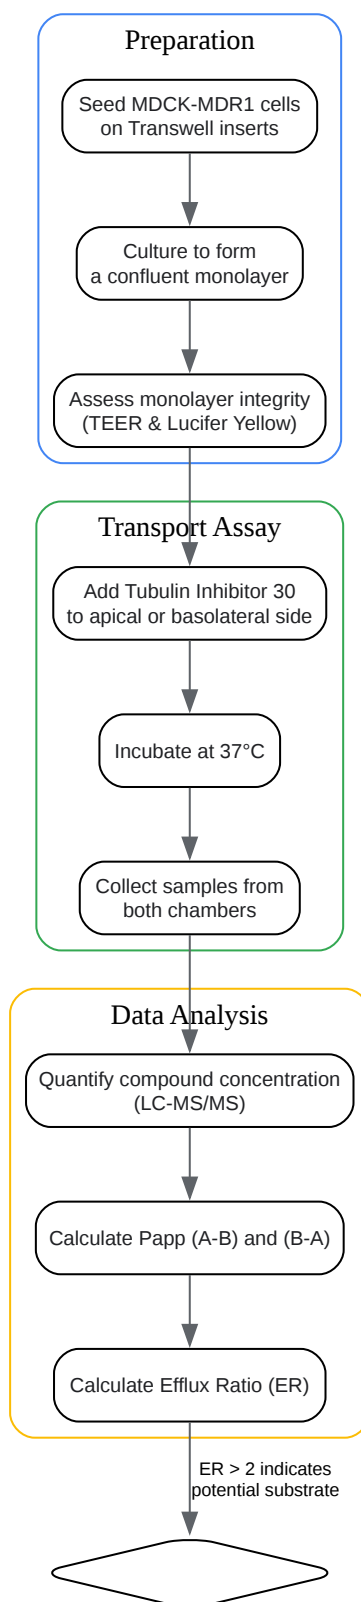 Preparation
Seed MDCK-MDR1 cells
on Transwell inserts
Culture to form
a confluent monolayer
Assess monolayer integrity
(TEER & Lucifer Yellow)
Transport Assay
Add Tubulin Inhibitor 30
to apical or basolateral side
Incubate at 37°C
Collect samples from
both chambers
Data Analysis
Quantify compound concentration
(LC-MS/MS)
Calculate Papp (A-B) and (B-A)
Calculate Efflux Ratio (ER)
ER > 2 indicates
potential substrate